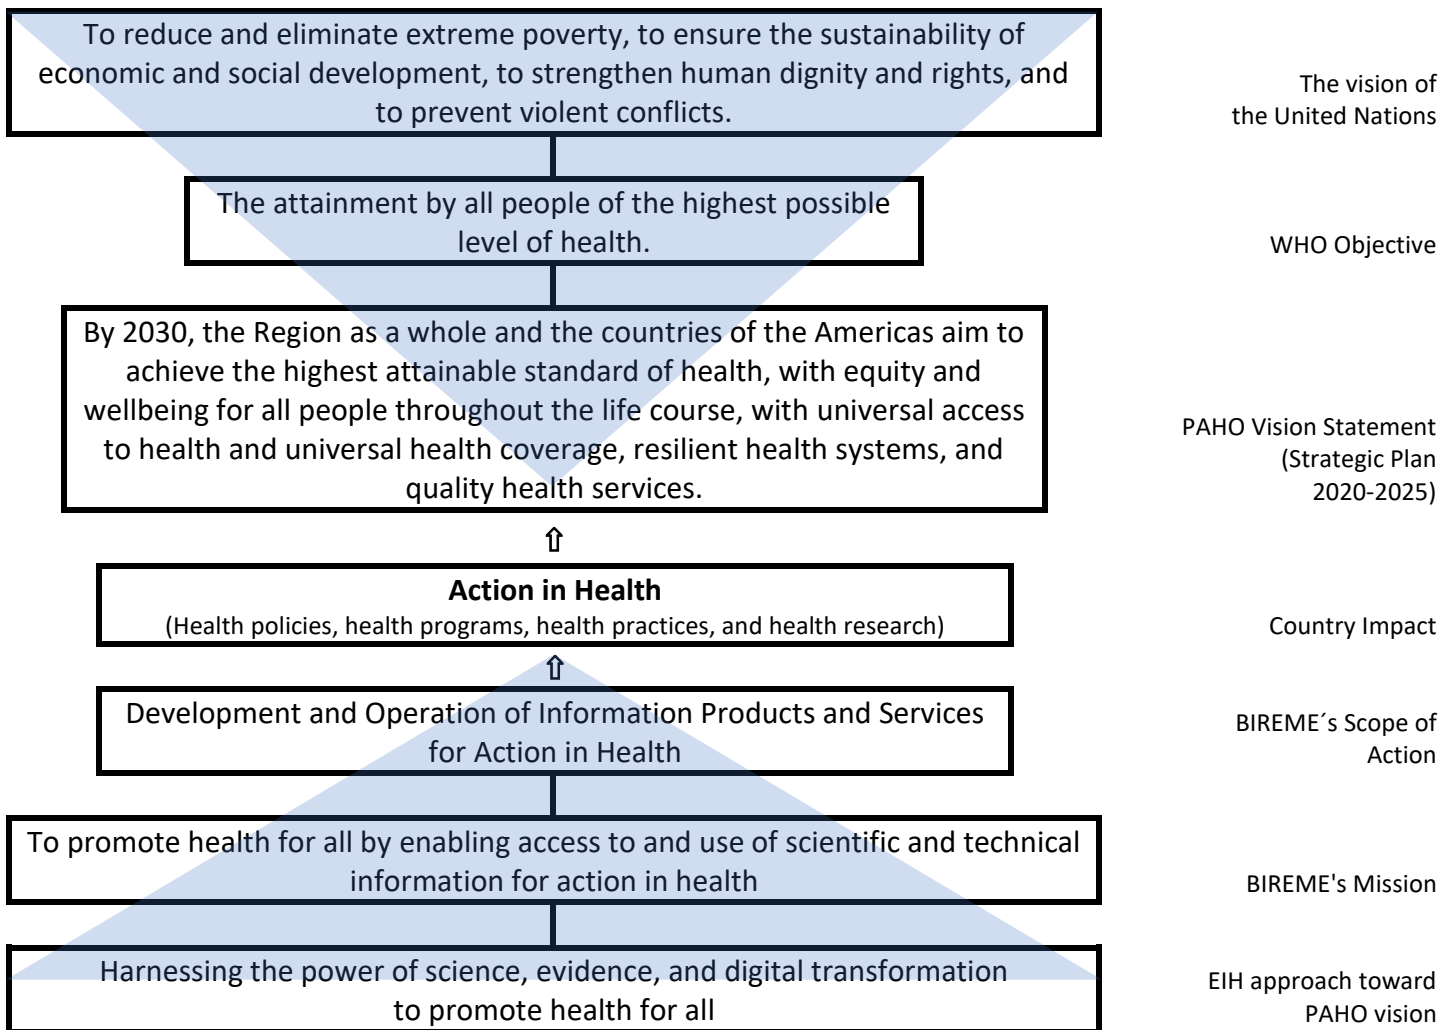 To reduce and eliminate extreme poverty, to ensure the sustainability of
economic and social development, to strengthen human dignity and rights, and
to prevent violent conflicts.
The vision of
the United Nations
The attainment by all people of the highest possible
level of health.
WHO Objective
By 2030, the Region as a whole and the countries of the Americas aim to
achieve the highest attainable standard of health, with equity and
wellbeing for all people throughout the life course, with universal access
to health and universal health coverage, resilient health systems, and
quality health services.
PAHO Vision Statement
(Strategic Plan
2020-2025)
⇧
Action in Health
(Health policies, health programs, health practices, and health research)
Country Impact
⇧
Development and Operation of Information Products and Services
for Action in Health
BIREME´s Scope of
Action
To promote health for all by enabling access to and use of scientific and technical
information for action in health
BIREME's Mission
Harnessing the power of science, evidence, and digital transformation
to promote health for all
EIH approach toward
PAHO vision